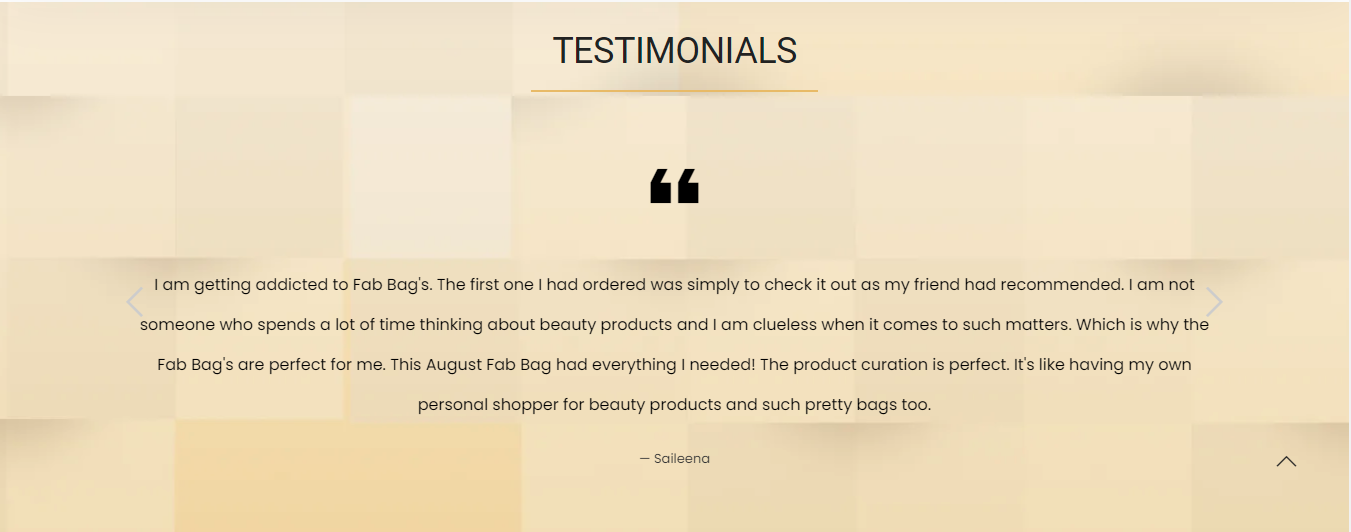 TESTIMONIALS
❝
I am getting addicted to Fab Bag's. The first one I had ordered was simply to check it out as my friend had recommended. I am not
someone who spends a lot of time thinking about beauty products and I am clueless when it comes to such matters. Which is why the
Fab Bag's are perfect for me. This August Fab Bag had everything I needed! The product curation is perfect. It's like having my own
personal shopper for beauty products and such pretty bags too.
— Saileena